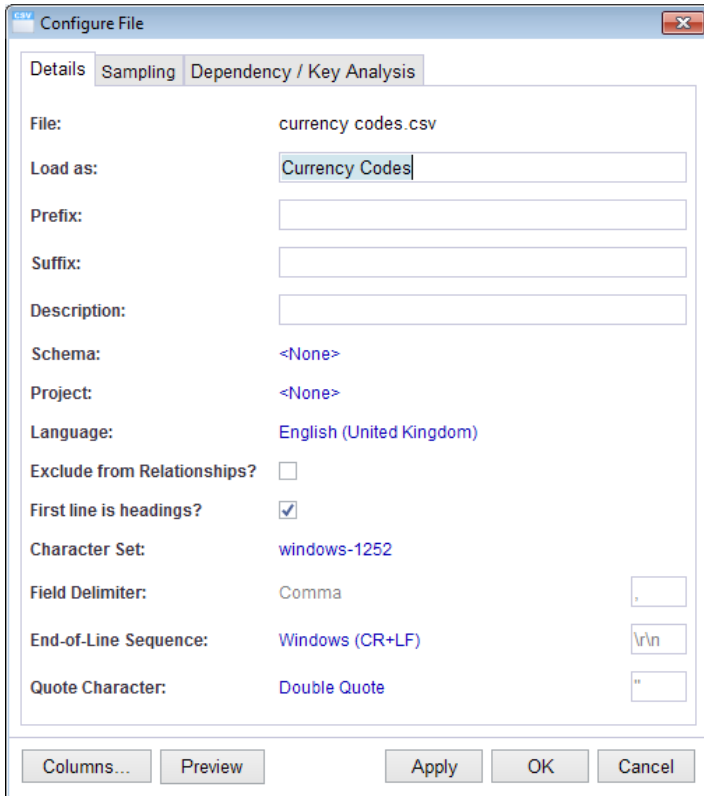 CSV Configure File
Details Sampling Dependency / Key Analysis
File: currency codes.csv
Load as: Currency Codes
Prefix:
Suffix:
Description:
Schema: <None>
Project: <None>
Language: English (United Kingdom)
Exclude from Relationships?
First line is headings?
Character Set: windows-1252
Field Delimiter: Comma ,
End-of-Line Sequence: Windows (CR+LF) \r\n
Quote Character: Double Quote "
Columns... Preview Apply OK Cancel